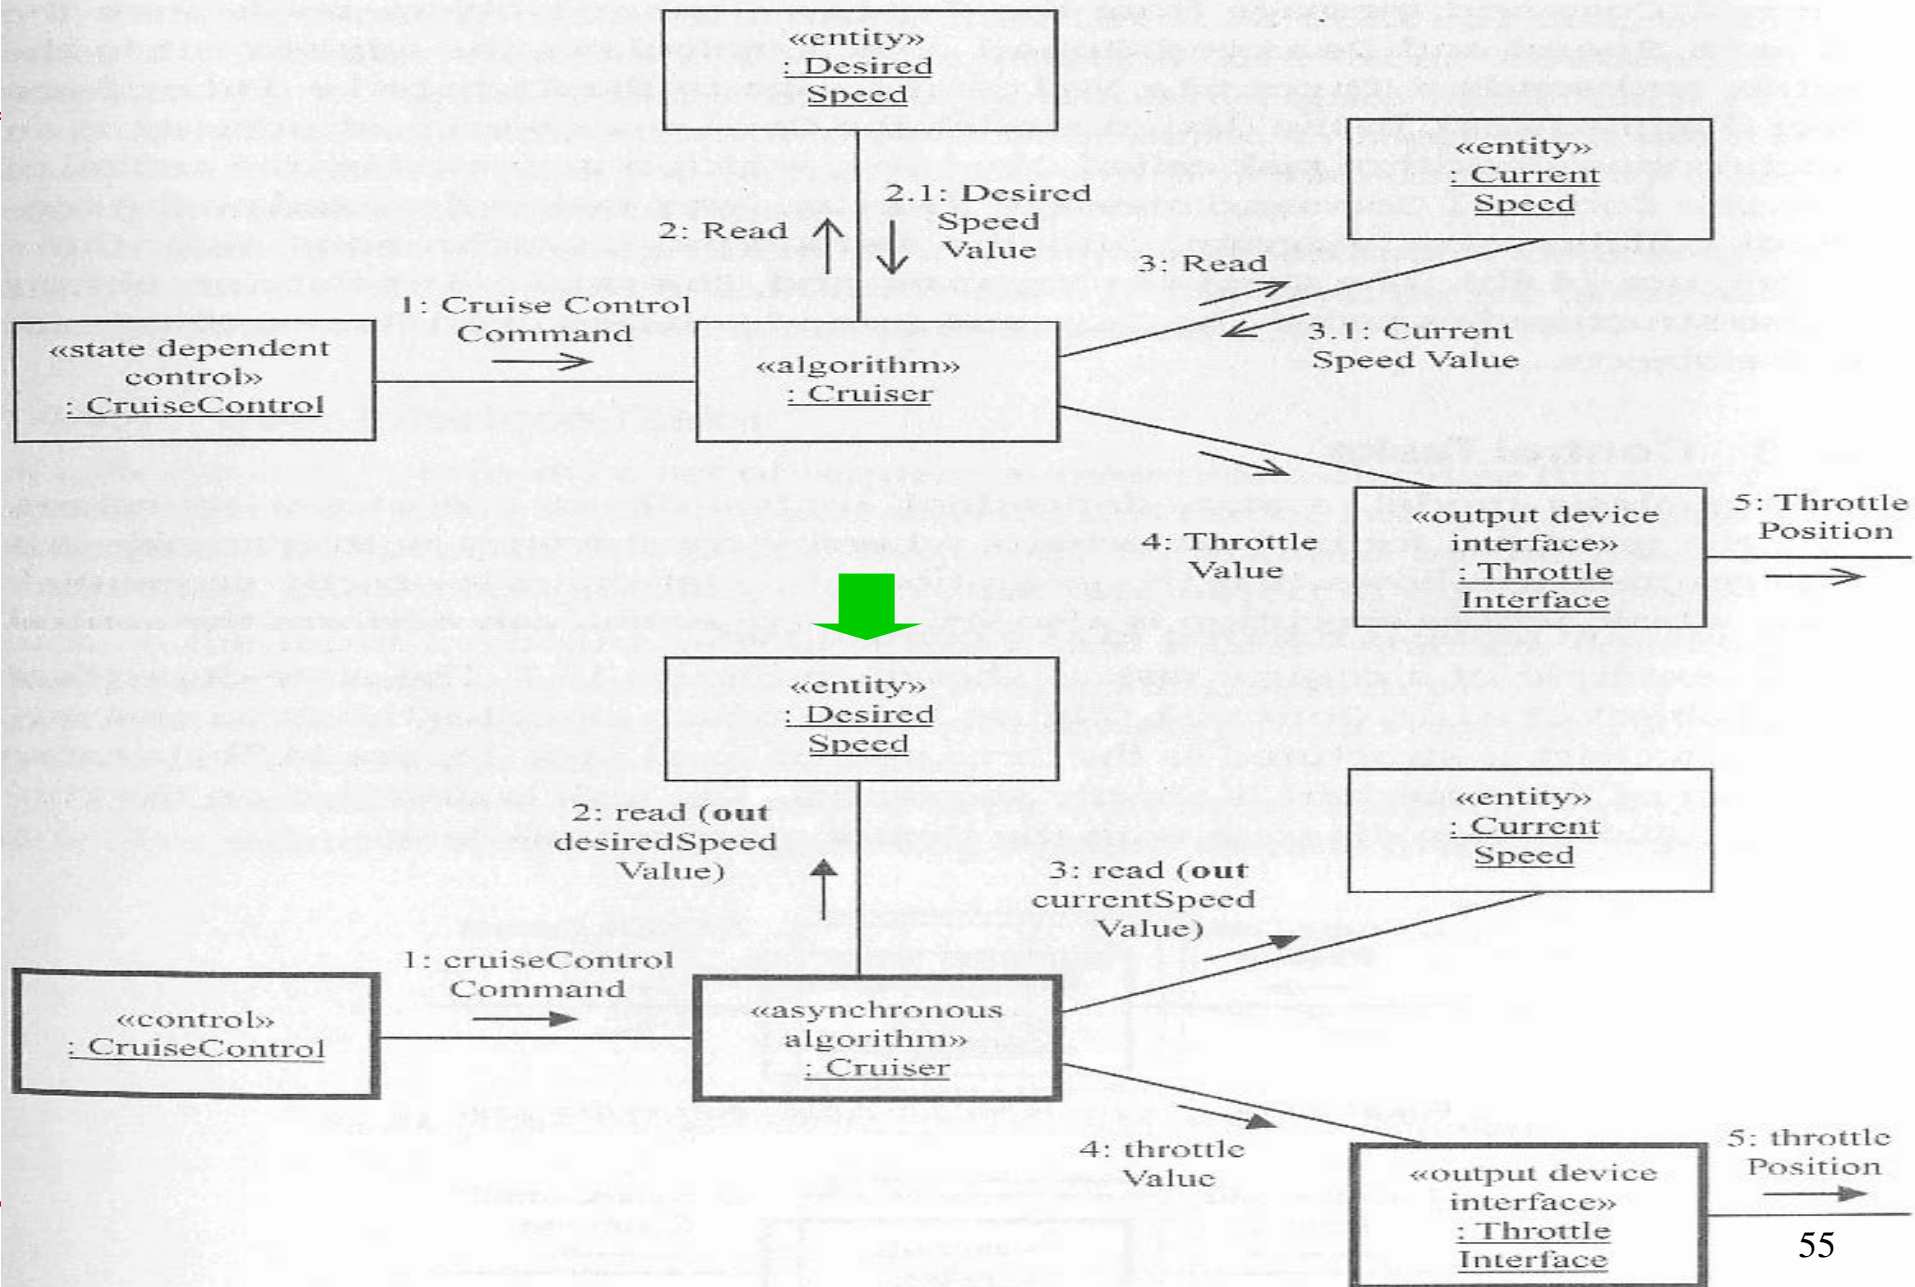 «entity»
: Desired
Speed
«entity»
: Current
Speed
2: Read
2.1: Desired
Speed
Value
3: Read
1: Cruise Control
Command
3.1: Current
Speed Value
«state dependent
control»
: CruiseControl
«algorithm»
: Cruiser
4: Throttle
Value
«output device
interface»
: Throttle
Interface
5: Throttle
Position
«entity»
: Desired
Speed
«entity»
: Current
Speed
2: read (out
desiredSpeed
Value)
3: read (out
currentSpeed
Value)
1: cruiseControl
Command
«control»
: CruiseControl
«asynchronous
algorithm»
: Cruiser
4: throttle
Value
«output device
interface»
: Throttle
Interface
5: throttle
Position
55